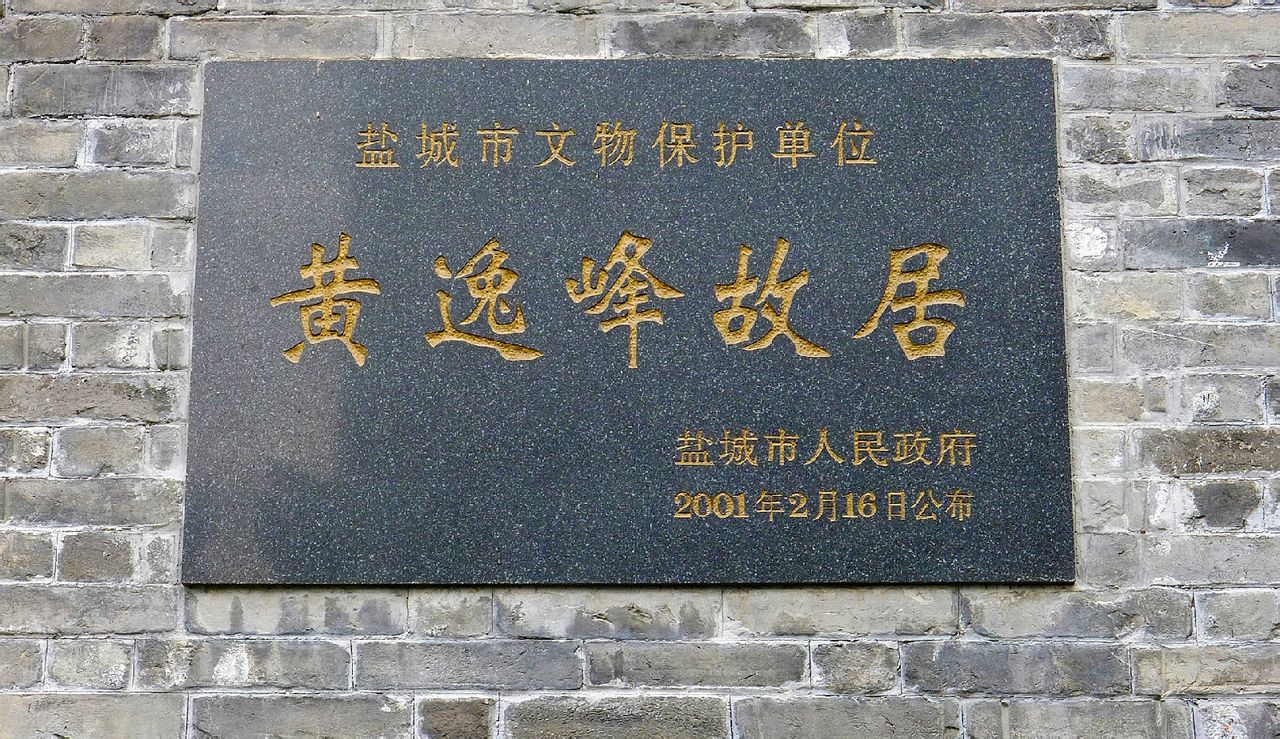 盐城市文物保护单位
黄逸峰故居
盐城市人民政府
2001年2月16日公布